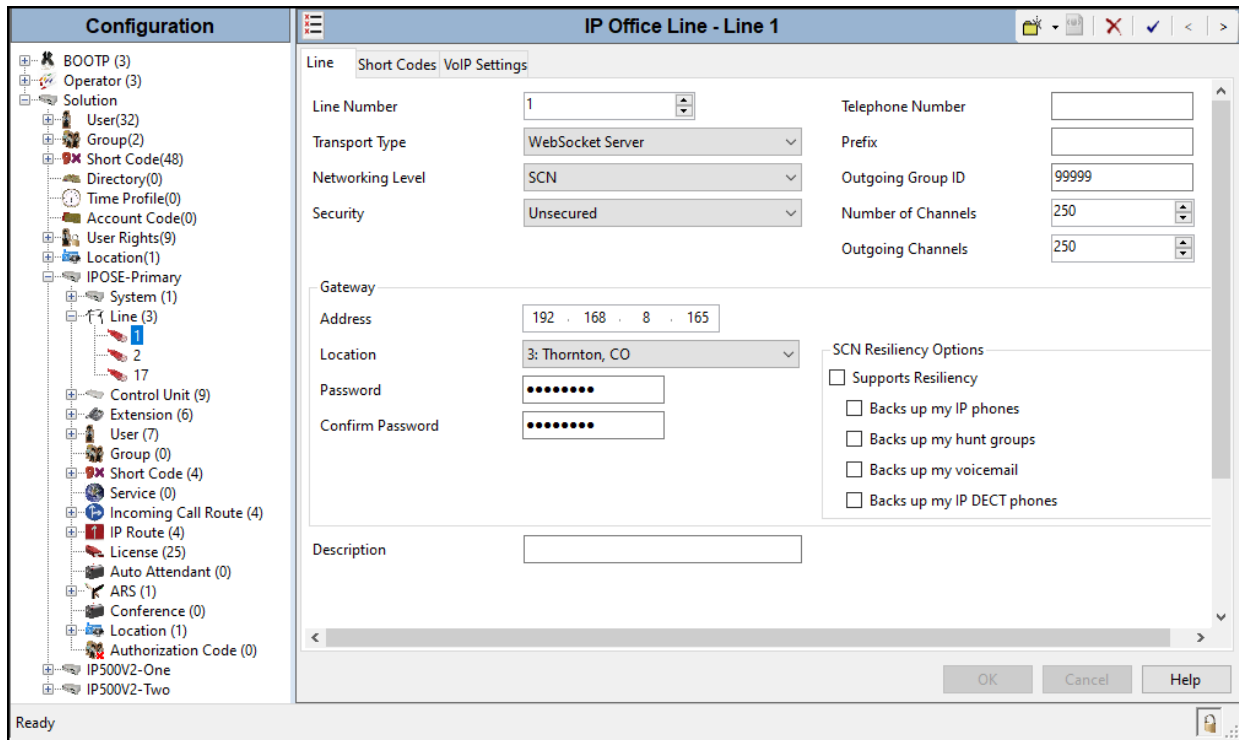 Configuration
BOOTP (3)
Operator (3)
Solution
User(32)
Group(2)
Short Code(48)
Directory(0)
Time Profile(0)
Account Code(0)
User Rights(9)
Location(1)
IPOSE-Primary
System (1)
Line (3)
1
2
17
Control Unit (9)
Extension (6)
User (7)
Group (0)
Short Code (4)
Service (0)
Incoming Call Route (4)
IP Route (4)
License (25)
Auto Attendant (0)
ARS (1)
Conference (0)
Location (1)
Authorization Code (0)
IP500V2-One
IP500V2-Two
IP Office Line - Line 1
Line Short Codes VoIP Settings
Line Number 1
Transport Type WebSocket Server
Networking Level SCN
Security Unsecured
Telephone Number
Prefix
Outgoing Group ID 99999
Number of Channels 250
Outgoing Channels 250
Gateway
Address 192 . 168 . 8 . 165
Location 3: Thornton, CO
Password ••••••••
Confirm Password ••••••••
SCN Resiliency Options
Supports Resiliency
Backs up my IP phones
Backs up my hunt groups
Backs up my voicemail
Backs up my IP DECT phones
Description
OK Cancel Help
Ready